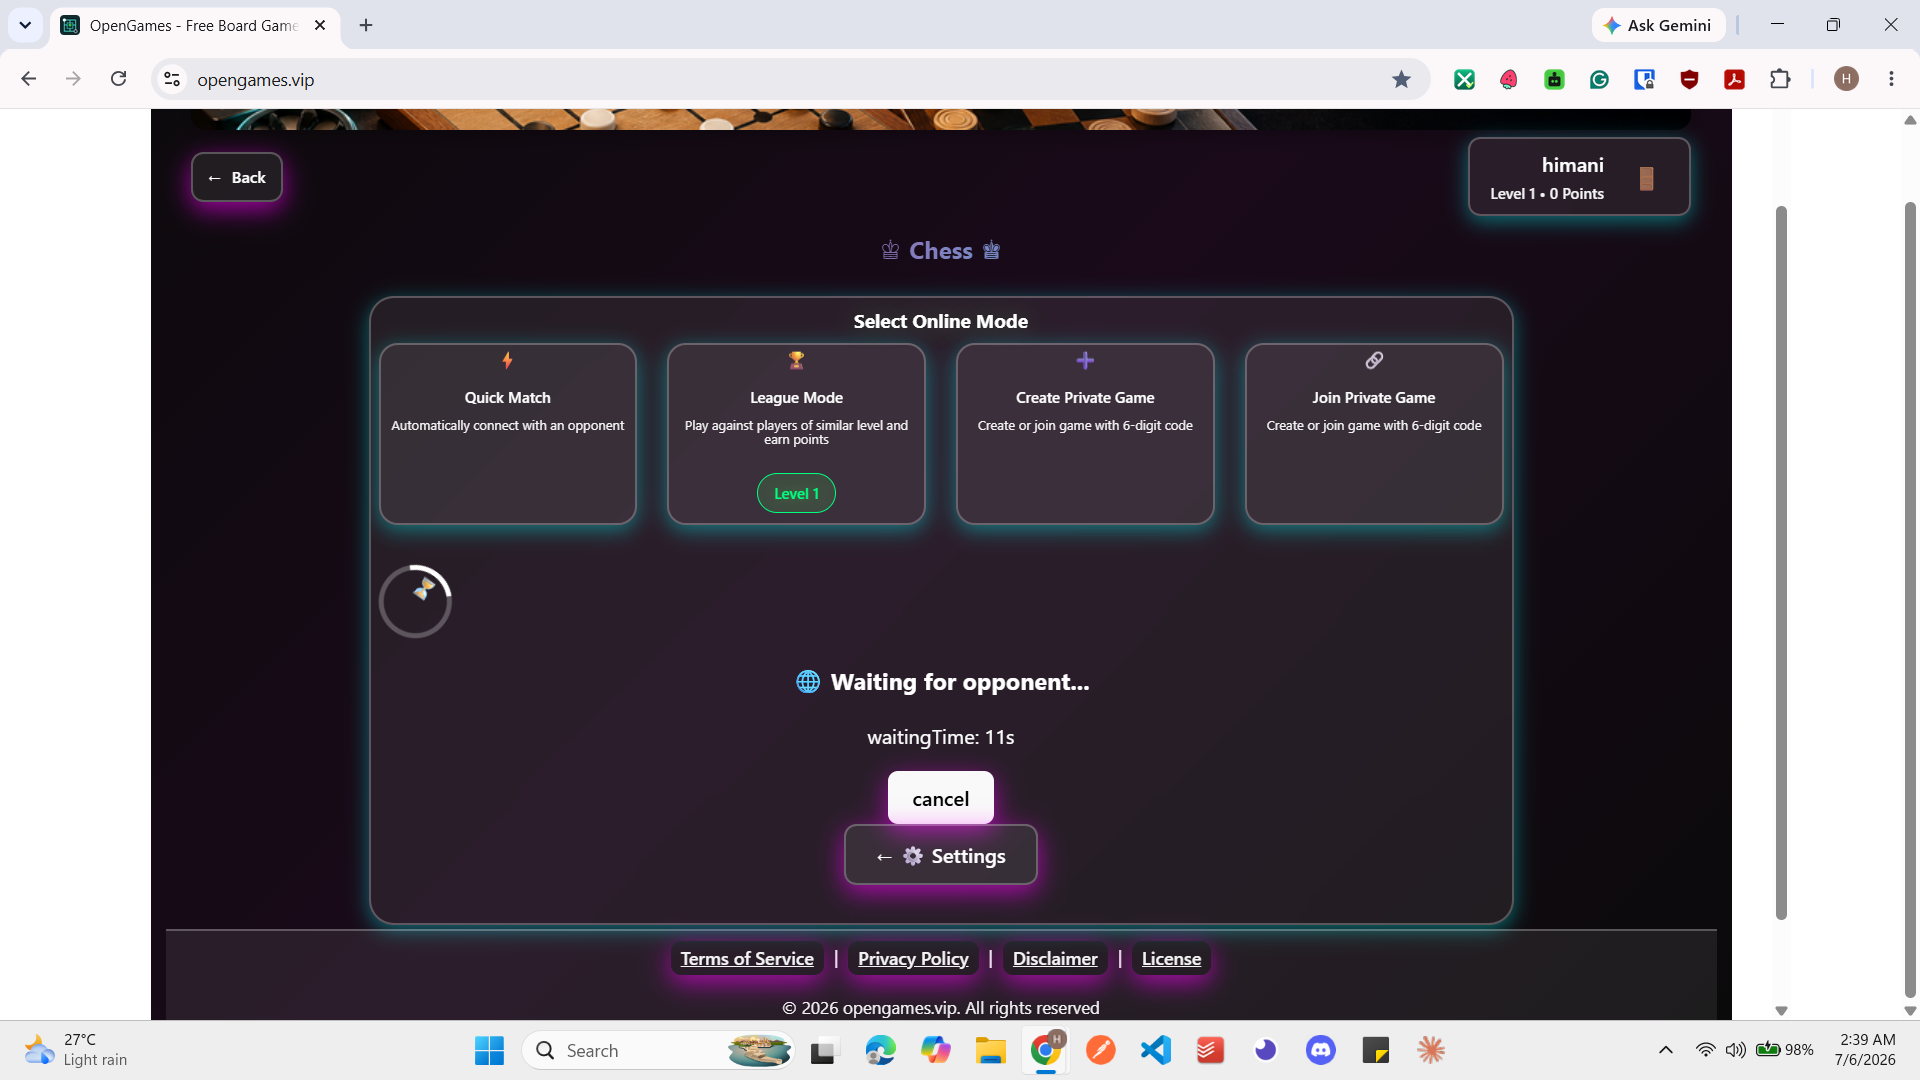 OpenGames - Free Board Game
Ask Gemini
opengames.vip
H
← Back
himani
Level 1 • 0 Points
♔ Chess ♚
Select Online Mode
Quick Match
Automatically connect with an opponent
League Mode
Play against players of similar level and
earn points
Level 1
Create Private Game
Create or join game with 6-digit code
Join Private Game
Create or join game with 6-digit code
Waiting for opponent...
waitingTime: 11s
cancel
← ⚙ Settings
Terms of Service | Privacy Policy | Disclaimer | License
© 2026 opengames.vip. All rights reserved
27°C
Light rain
Search
H
98%
2:39 AM
7/6/2026